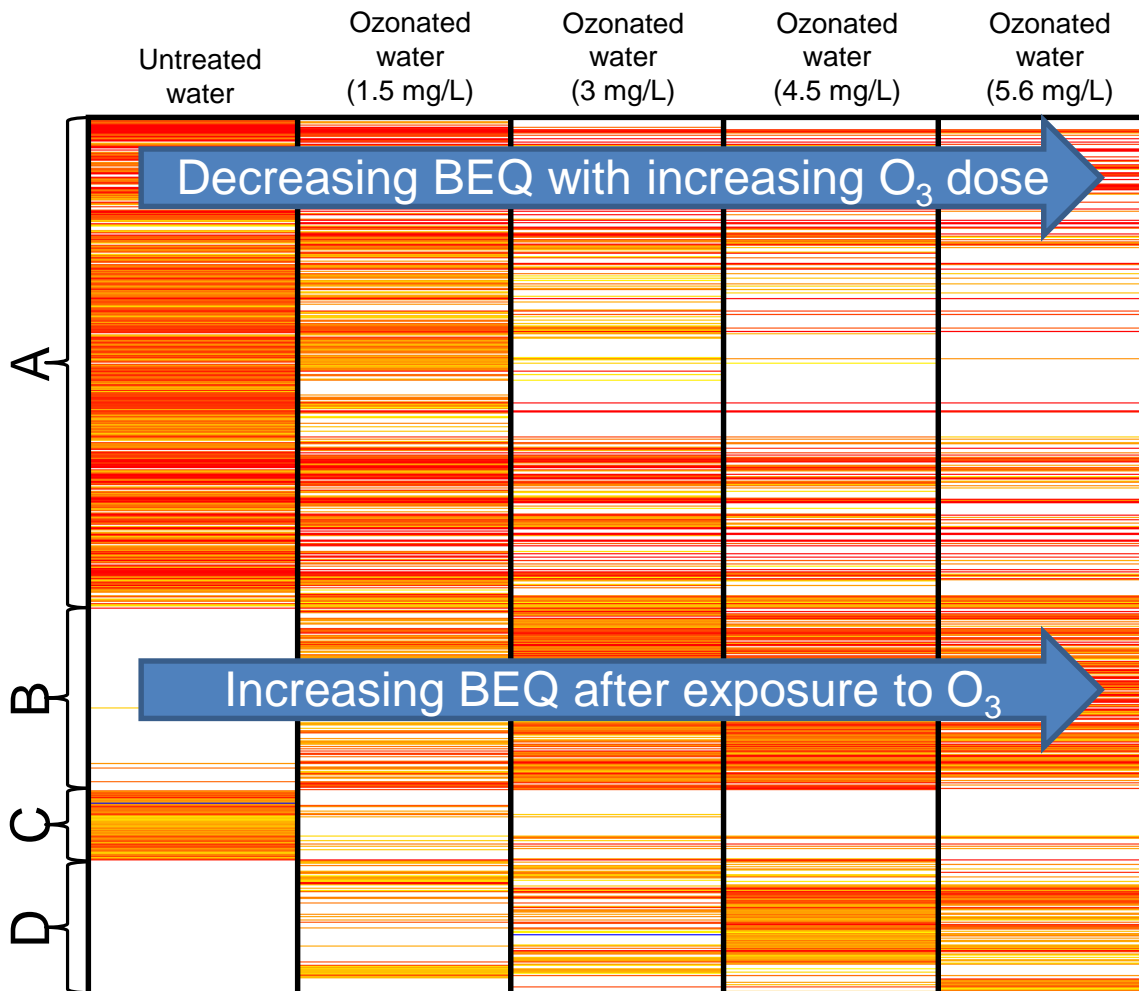 Untreated
water
Ozonated
water
(1.5 mg/L)
Ozonated
water
(3 mg/L)
Ozonated
water
(4.5 mg/L)
Ozonated
water
(5.6 mg/L)
Decreasing BEQ with increasing O₃ dose
A
Increasing BEQ after exposure to O₃
B
C
D